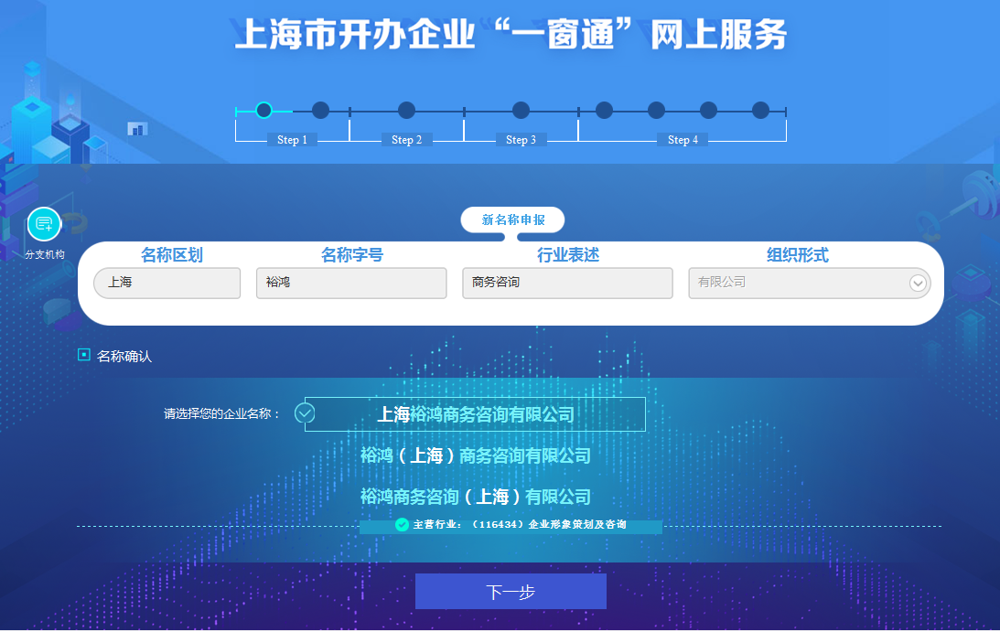 上海市开办企业“一窗通”网上服务
Step 1 Step 2 Step 3 Step 4
新名称申报
分支机构
名称区划 名称字号 行业表述 组织形式
上海 裕鸿 商务咨询 有限公司
名称确认
请选择您的企业名称： 上海裕鸿商务咨询有限公司
裕鸿（上海）商务咨询有限公司
裕鸿商务咨询（上海）有限公司
主营行业：（116434）企业形象策划及咨询
下一步